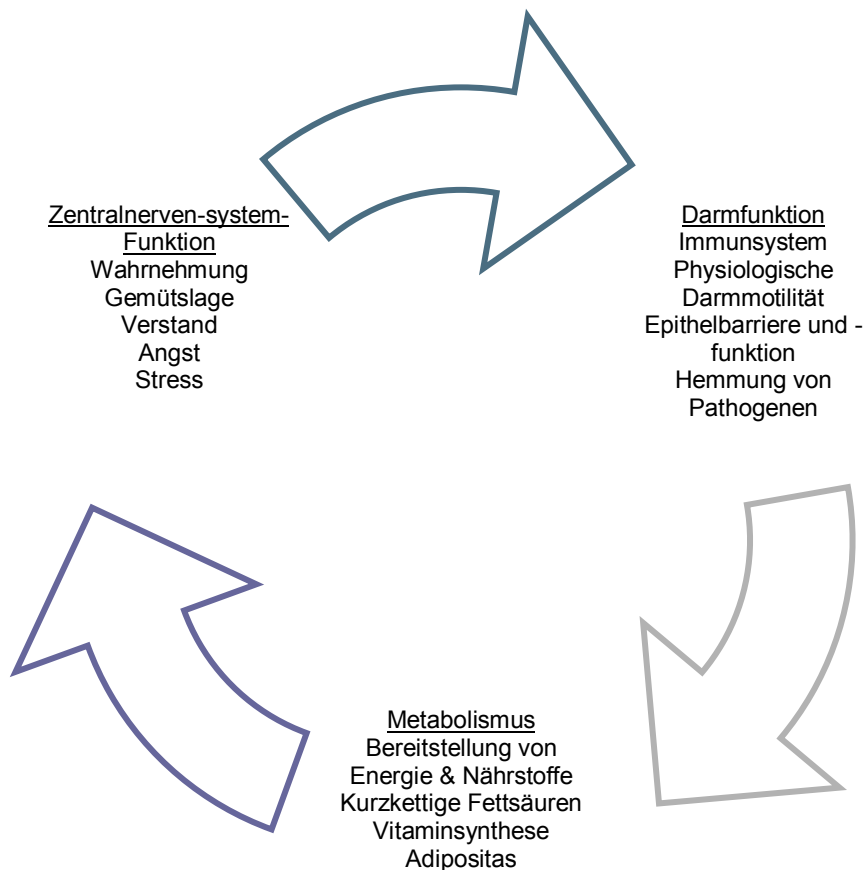 Zentralnerven-system-
Funktion
Wahrnehmung
Gemütslage
Verstand
Angst
Stress
Darmfunktion
Immunsystem
Physiologische
Darmmotilität
Epithelbarriere und -
funktion
Hemmung von
Pathogenen
Metabolismus
Bereitstellung von
Energie & Nährstoffe
Kurzkettige Fettsäuren
Vitaminsynthese
Adipositas